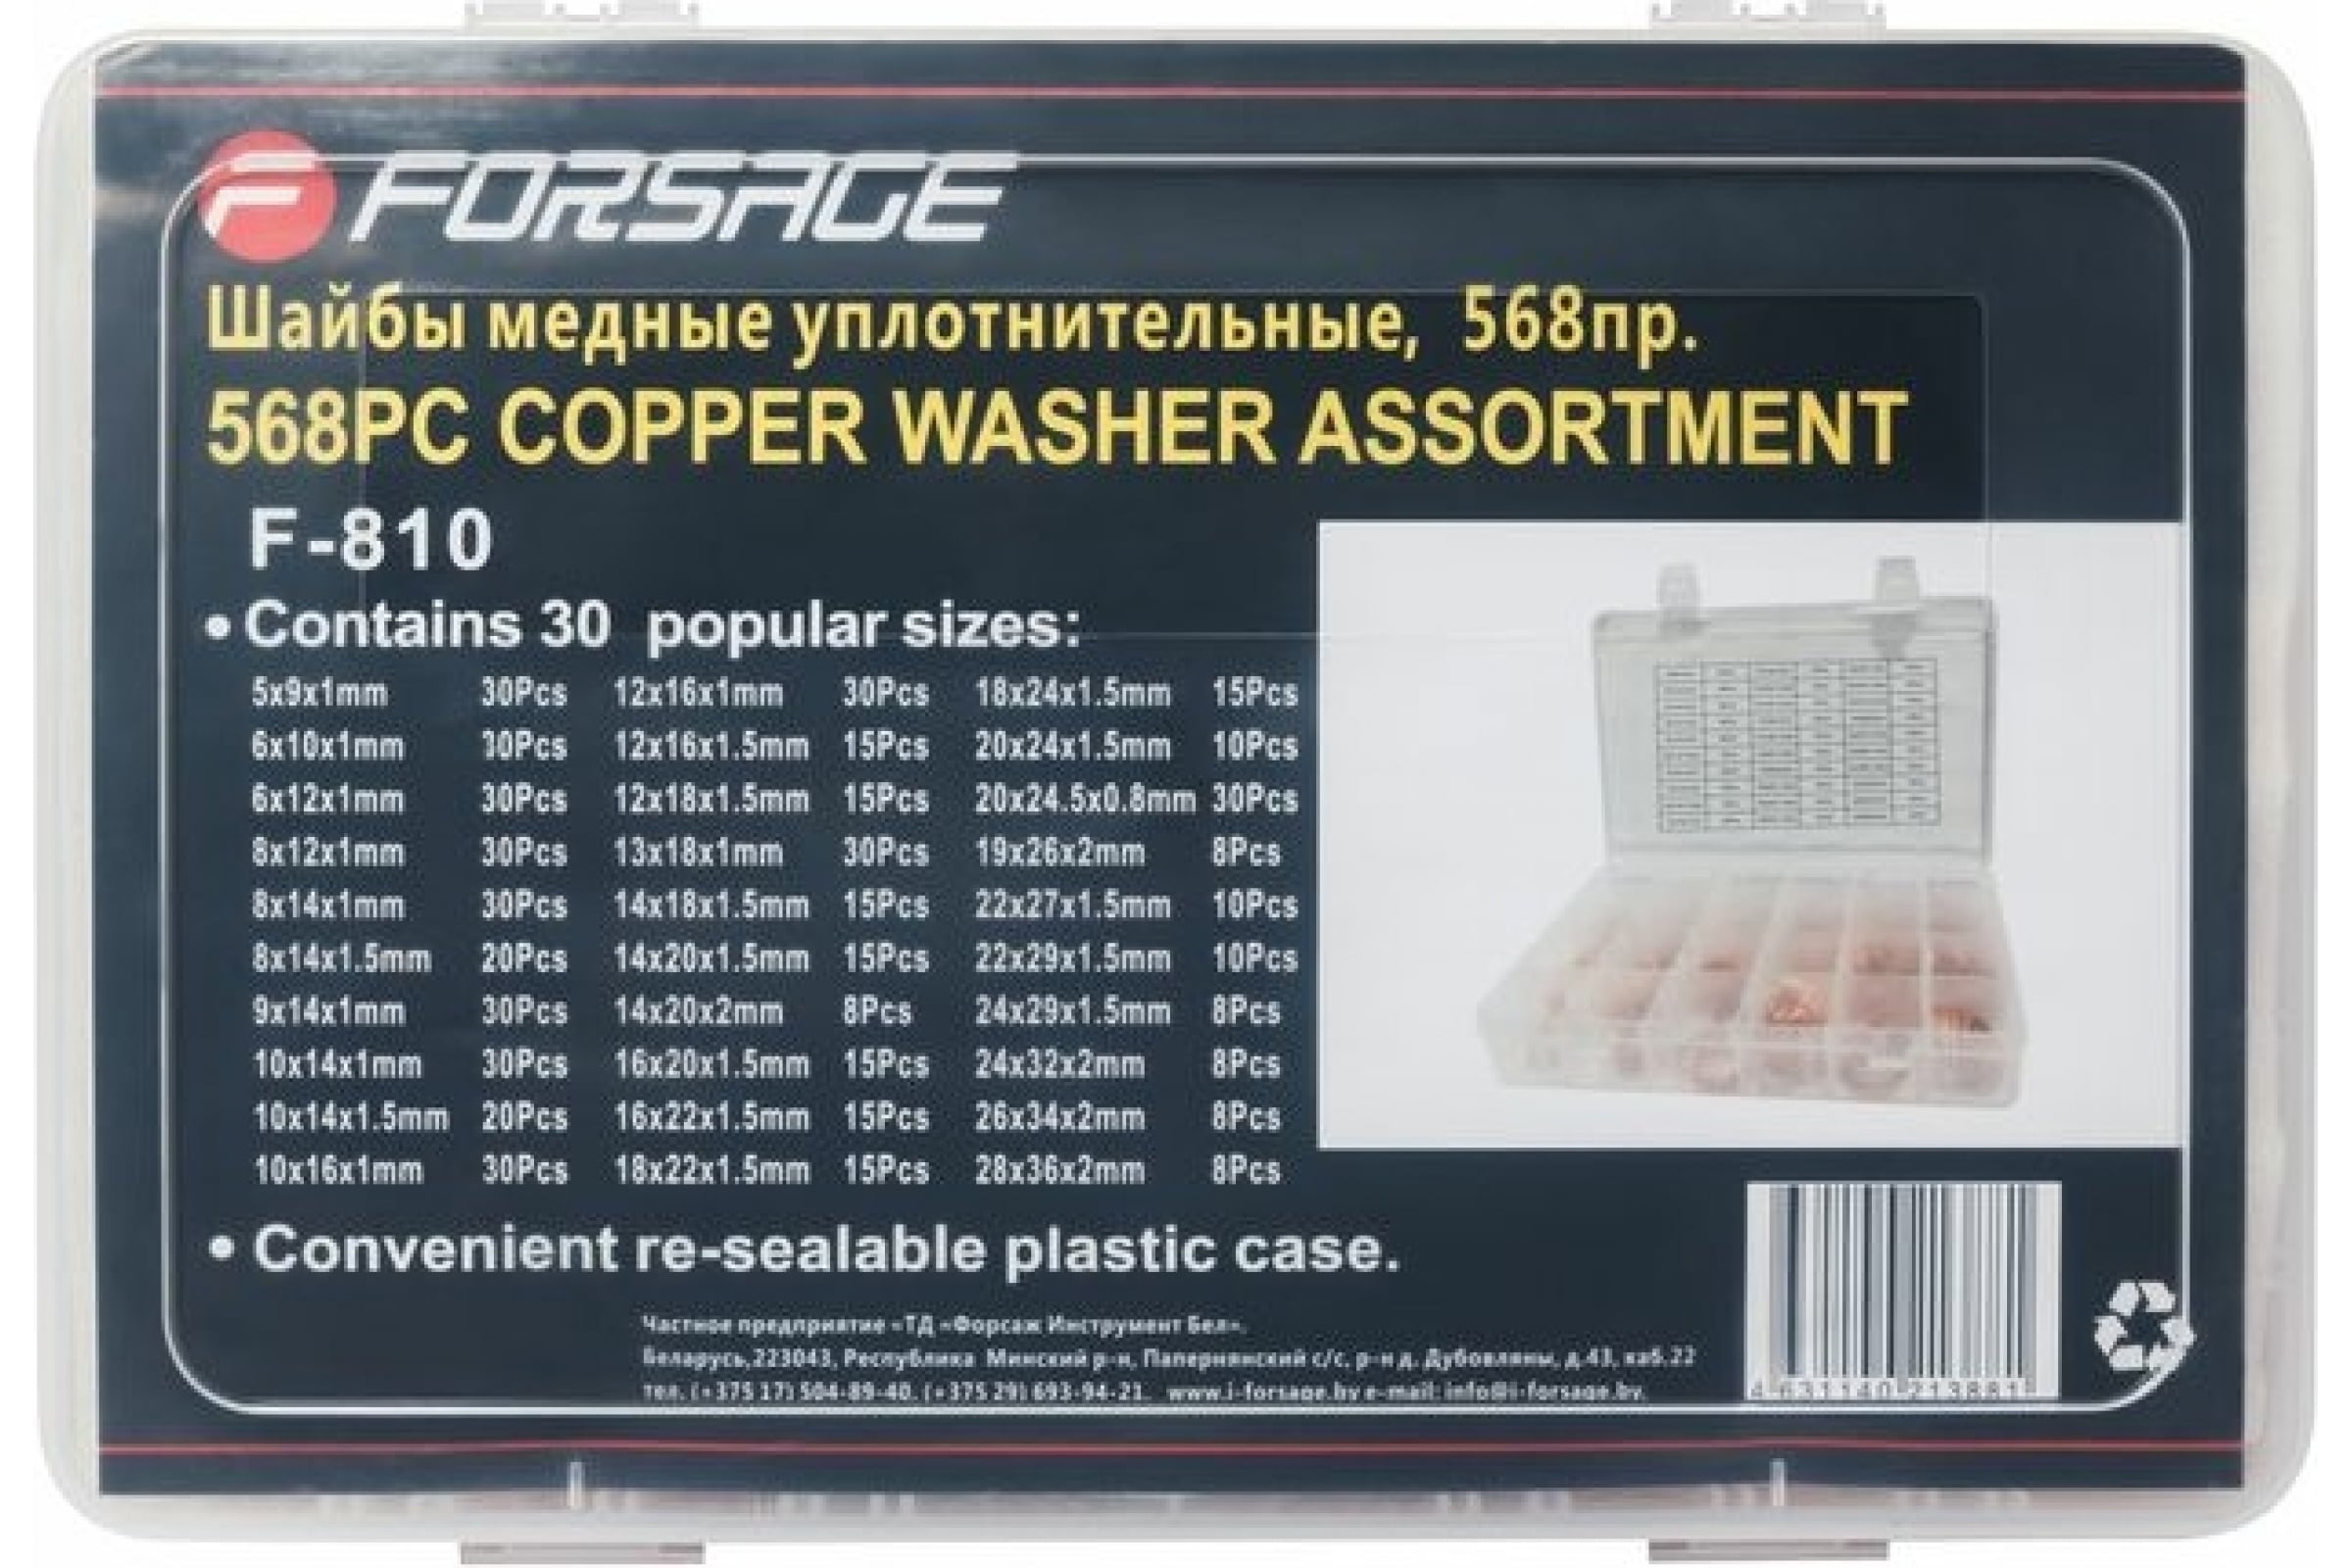 FORSAGE
Шайбы медные уплотнительные, 568пр.
568PC COPPER WASHER ASSORTMENT
F-810
• Contains 30 popular sizes:
5x9x1mm 30Pcs 12x16x1mm 30Pcs 18x24x1.5mm 15Pcs
6x10x1mm 30Pcs 12x16x1.5mm 15Pcs 20x24x1.5mm 10Pcs
6x12x1mm 30Pcs 12x18x1.5mm 15Pcs 20x24.5x0.8mm 30Pcs
8x12x1mm 30Pcs 13x18x1mm 30Pcs 19x26x2mm 8Pcs
8x14x1mm 30Pcs 14x18x1.5mm 15Pcs 22x27x1.5mm 10Pcs
8x14x1.5mm 20Pcs 14x20x1.5mm 15Pcs 22x29x1.5mm 10Pcs
9x14x1mm 30Pcs 14x20x2mm 8Pcs 24x29x1.5mm 8Pcs
10x14x1mm 30Pcs 16x20x1.5mm 15Pcs 24x32x2mm 8Pcs
10x14x1.5mm 20Pcs 16x22x1.5mm 15Pcs 26x34x2mm 8Pcs
10x16x1mm 30Pcs 18x22x1.5mm 15Pcs 28x36x2mm 8Pcs
• Convenient re-sealable plastic case.
Частное предприятие «ТД «Форсаж Инструмент Бел».
Беларусь,223043, Республика Минский р-н, Папернянский с/с, р-н д. Дубовляны, д.43, каб.22
тел. (+375 17) 504-89-40, (+375 29) 693-94-21. www.i-forsage.by e-mail: info@i-forsage.by.